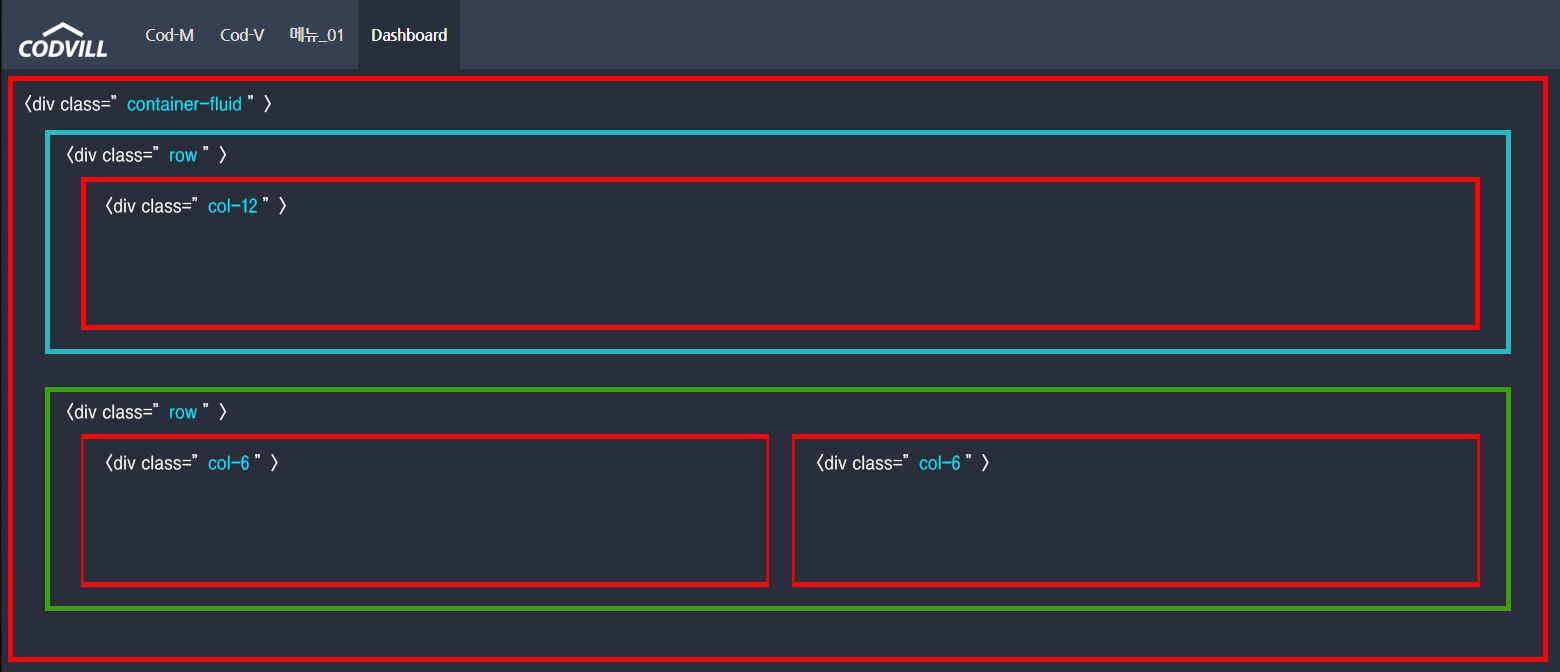 CODVILL
Cod-M
Cod-V
메뉴_01
Dashboard
〈div class=” container-fluid ” 〉
〈div class=” row ” 〉
〈div class=” col-12 ” 〉
〈div class=” row ” 〉
〈div class=” col-6 ” 〉
〈div class=” col-6 ” 〉